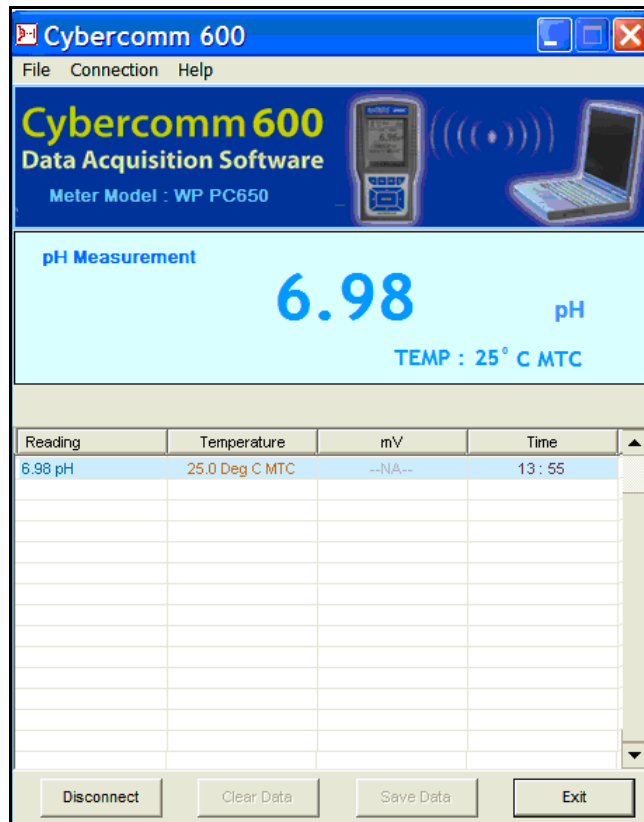 Cybercomm 600
File Connection Help
Cybercomm 600
Data Acquisition Software
Meter Model : WP PC650
pH Measurement
6.98 pH
TEMP : 25° C MTC
Reading Temperature mV Time
6.98 pH 25.0 Deg C MTC --NA-- 13 : 55
Disconnect Clear Data Save Data Exit